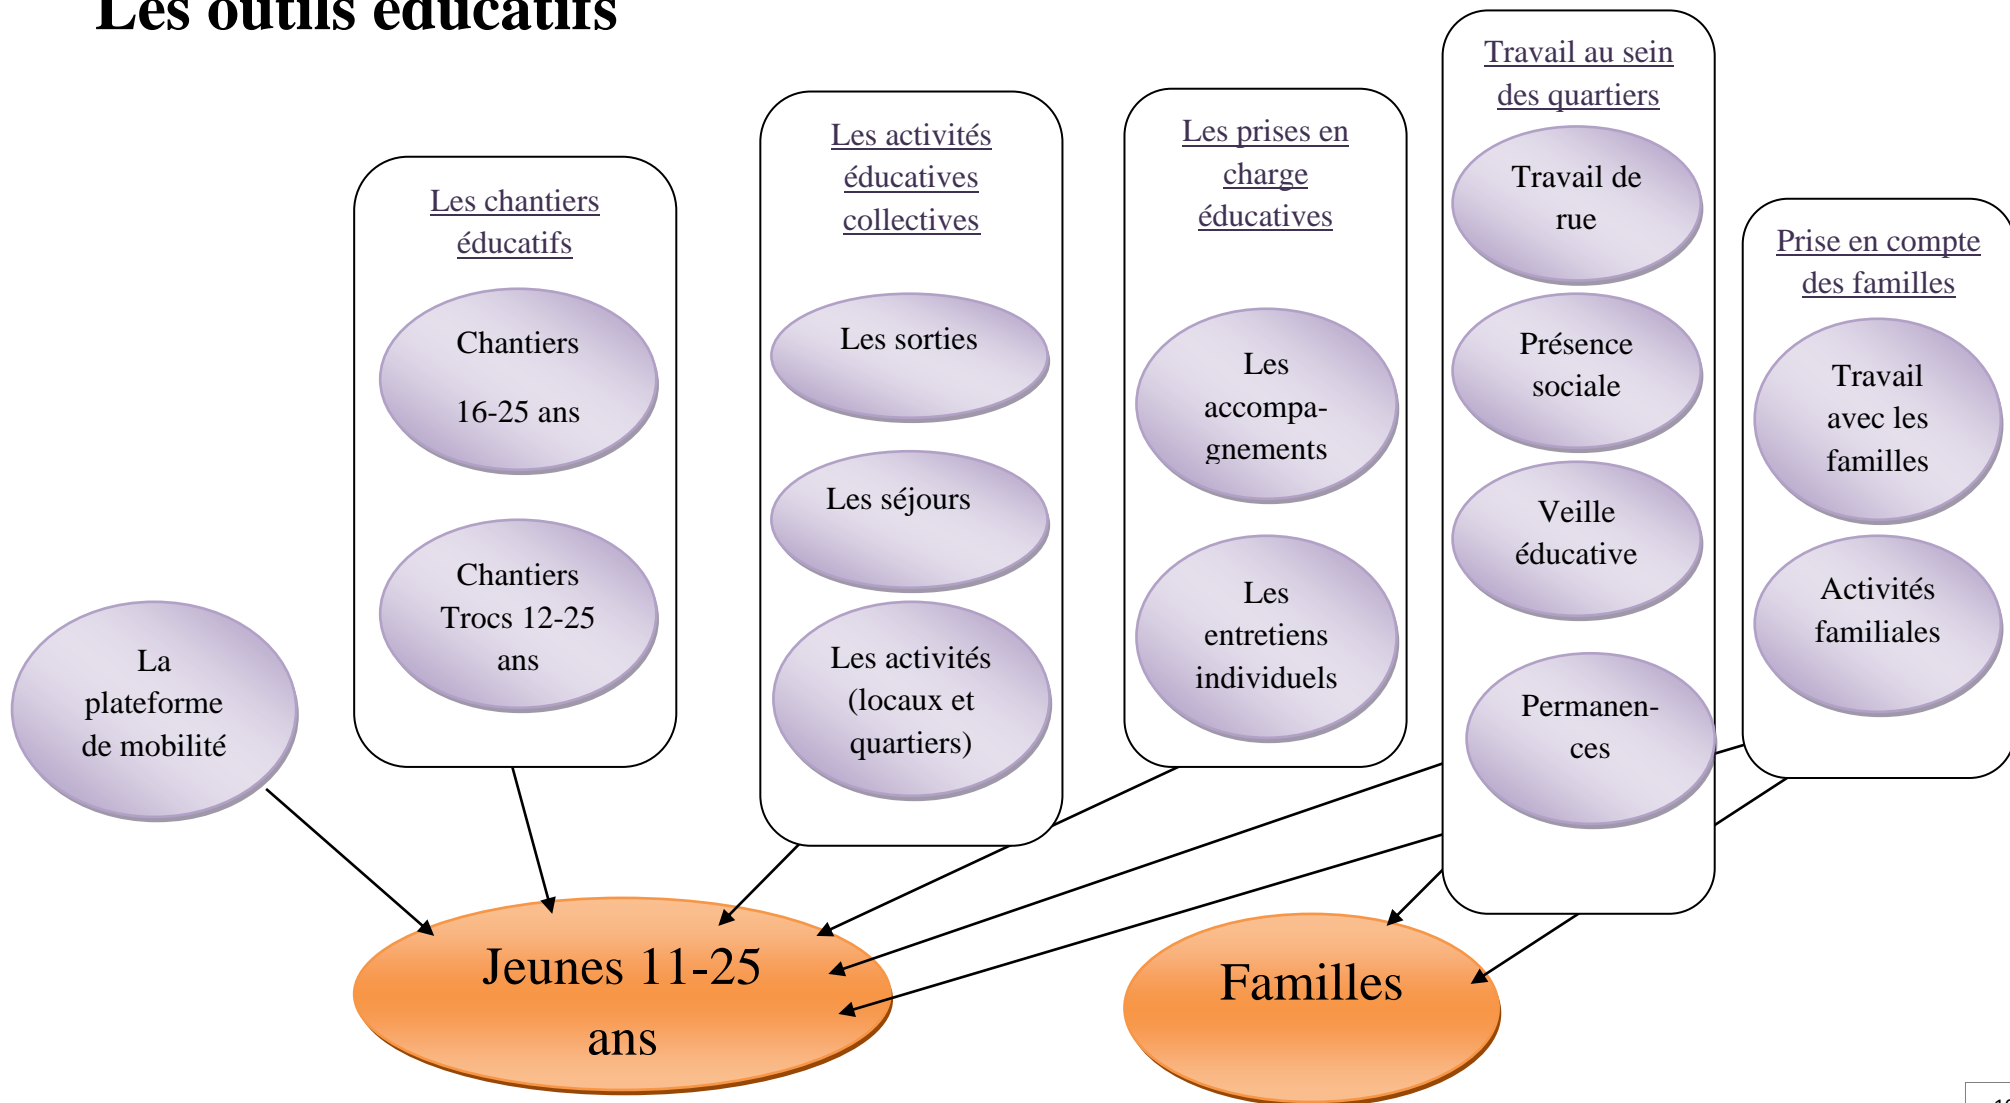 Les outils éducatifs
Les chantiers
éducatifs
Chantiers
16-25 ans
Chantiers
Trocs 12-25
ans
La
plateforme
de mobilité
Les activités
éducatives
collectives
Les sorties
Les séjours
Les activités
(locaux et
quartiers)
Les prises en
charge
éducatives
Les
accompa-
gnements
Les
entretiens
individuels
Travail au sein
des quartiers
Travail de
rue
Présence
sociale
Veille
éducative
Permanen-
ces
Prise en compte
des familles
Travail
avec les
familles
Activités
familiales
Jeunes 11-25
ans
Familles